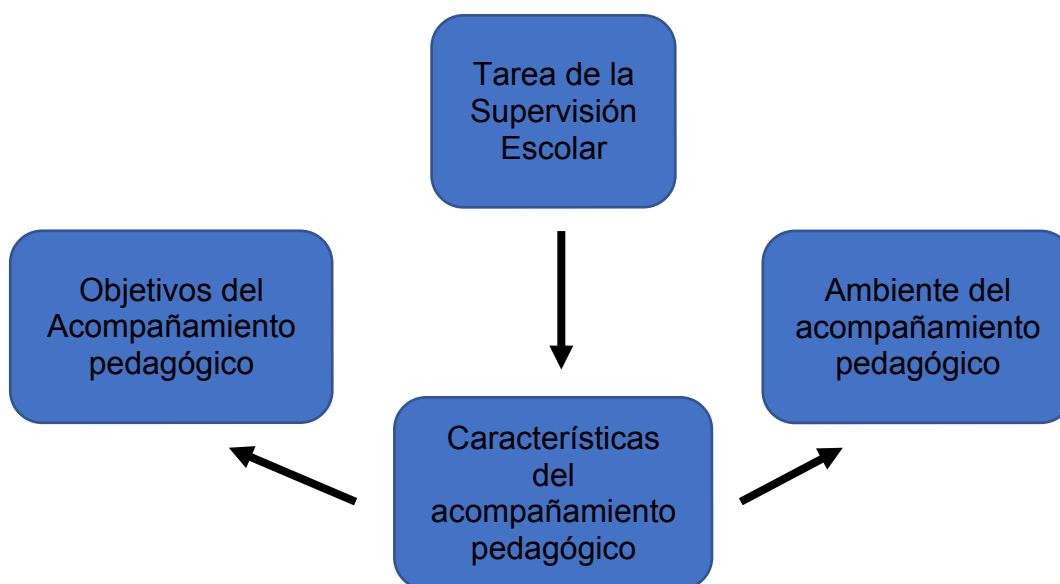 Tarea de la
Supervisión
Escolar
Objetivos del
Acompañamiento
pedagógico
Ambiente del
acompañamiento
pedagógico
Características
del
acompañamiento
pedagógico